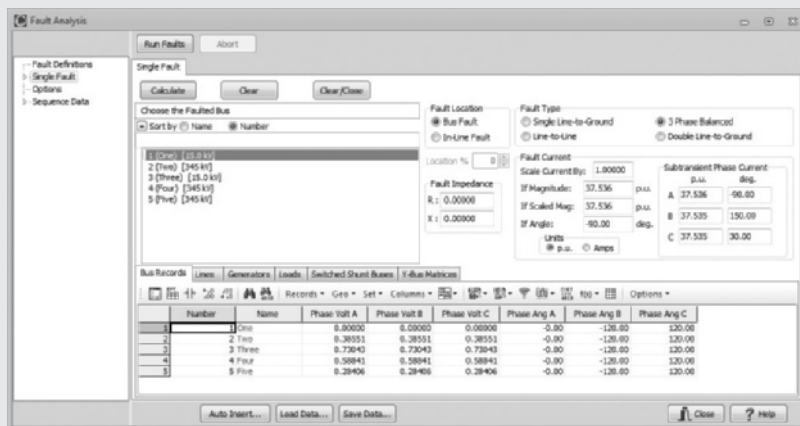 Fault Analysis
Run Faults Abort
Fault Definitions
Single Fault
Options
Sequence Data
Single Fault
Calculate Clear Clear/Close
Choose the Faulted Bus
Sort by Name Number
1 (One) [15.0 kV]
2 (Two) [345 kV]
3 (Three) [15.0 kV]
4 (Four) [345 kV]
5 (Five) [345 kV]
Fault Location
Bus Fault
In-Line Fault
Location % 0
Fault Impedance
R : 0.00000
X : 0.00000
Fault Type
Single Line-to-Ground 3 Phase Balanced
Line-to-Line Double Line-to-Ground
Fault Current
Scale Current By: 1.00000
If Magnitude: 37.536 p.u.
If Scaled Mag: 37.536 p.u.
If Angle: -90.00 deg.
Units
p.u. Amps
Subtransient Phase Current
p.u. deg.
A 37.536 -90.00
B 37.535 150.00
C 37.535 30.00
Bus Records Lines Generators Loads Switched Shunt Buses Y-Bus Matrices
Records Geo Set Columns Options
Number Name Phase Volt A Phase Volt B Phase Volt C Phase Ang A Phase Ang B Phase Ang C
1 1 One 0.00000 0.00000 0.00000 -0.00 -120.00 120.00
2 2 Two 0.38551 0.38551 0.38551 -0.00 -120.00 120.00
3 3 Three 0.73043 0.73043 0.73043 -0.00 -120.00 120.00
4 4 Four 0.58841 0.58841 0.58841 -0.00 -120.00 120.00
5 5 Five 0.28406 0.28406 0.28406 -0.00 -120.00 120.00
Auto Insert... Load Data... Save Data... Close ? Help